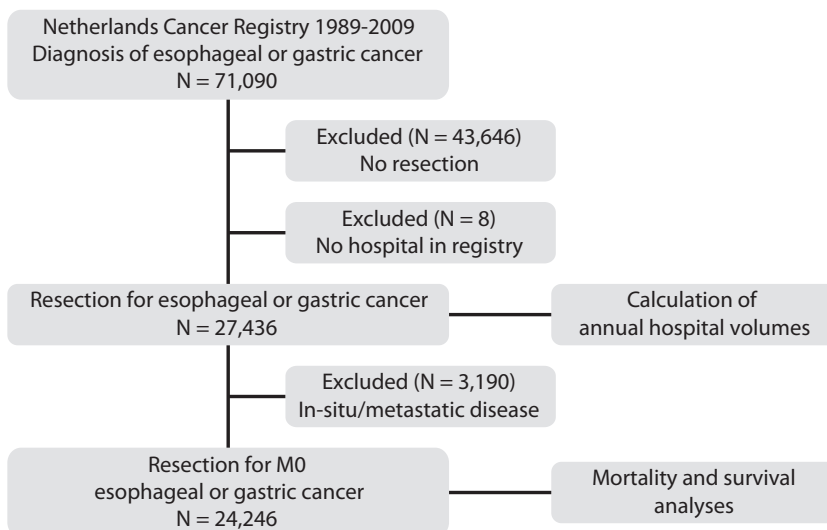 Netherlands Cancer Registry 1989-2009
Diagnosis of esophageal or gastric cancer
N = 71,090
Excluded (N = 43,646)
No resection
Excluded (N = 8)
No hospital in registry
Resection for esophageal or gastric cancer
N = 27,436
Calculation of
annual hospital volumes
Excluded (N = 3,190)
In-situ/metastatic disease
Resection for M0
esophageal or gastric cancer
N = 24,246
Mortality and survival
analyses